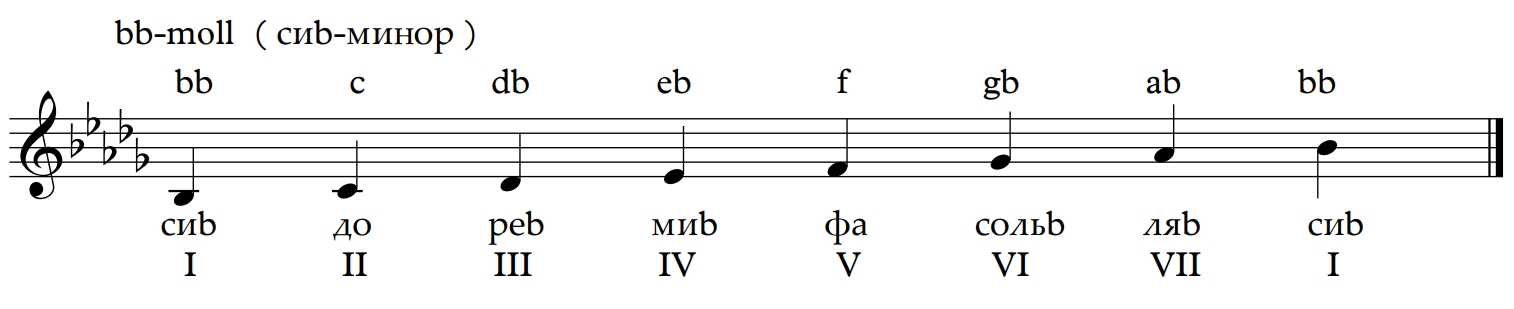 bb-moll ( сиb-минор )
bb c db eb f gb ab bb
сиb до реb миb фа сольb ляb сиb
I II III IV V VI VII I